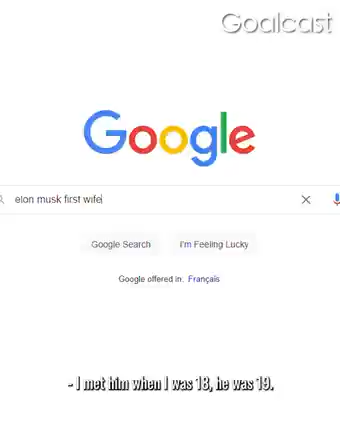 Goalcast
Google
elon musk first wife
Google Search
I'm Feeling Lucky
Google offered in: Français
- I met him when I was 18, he was 19.